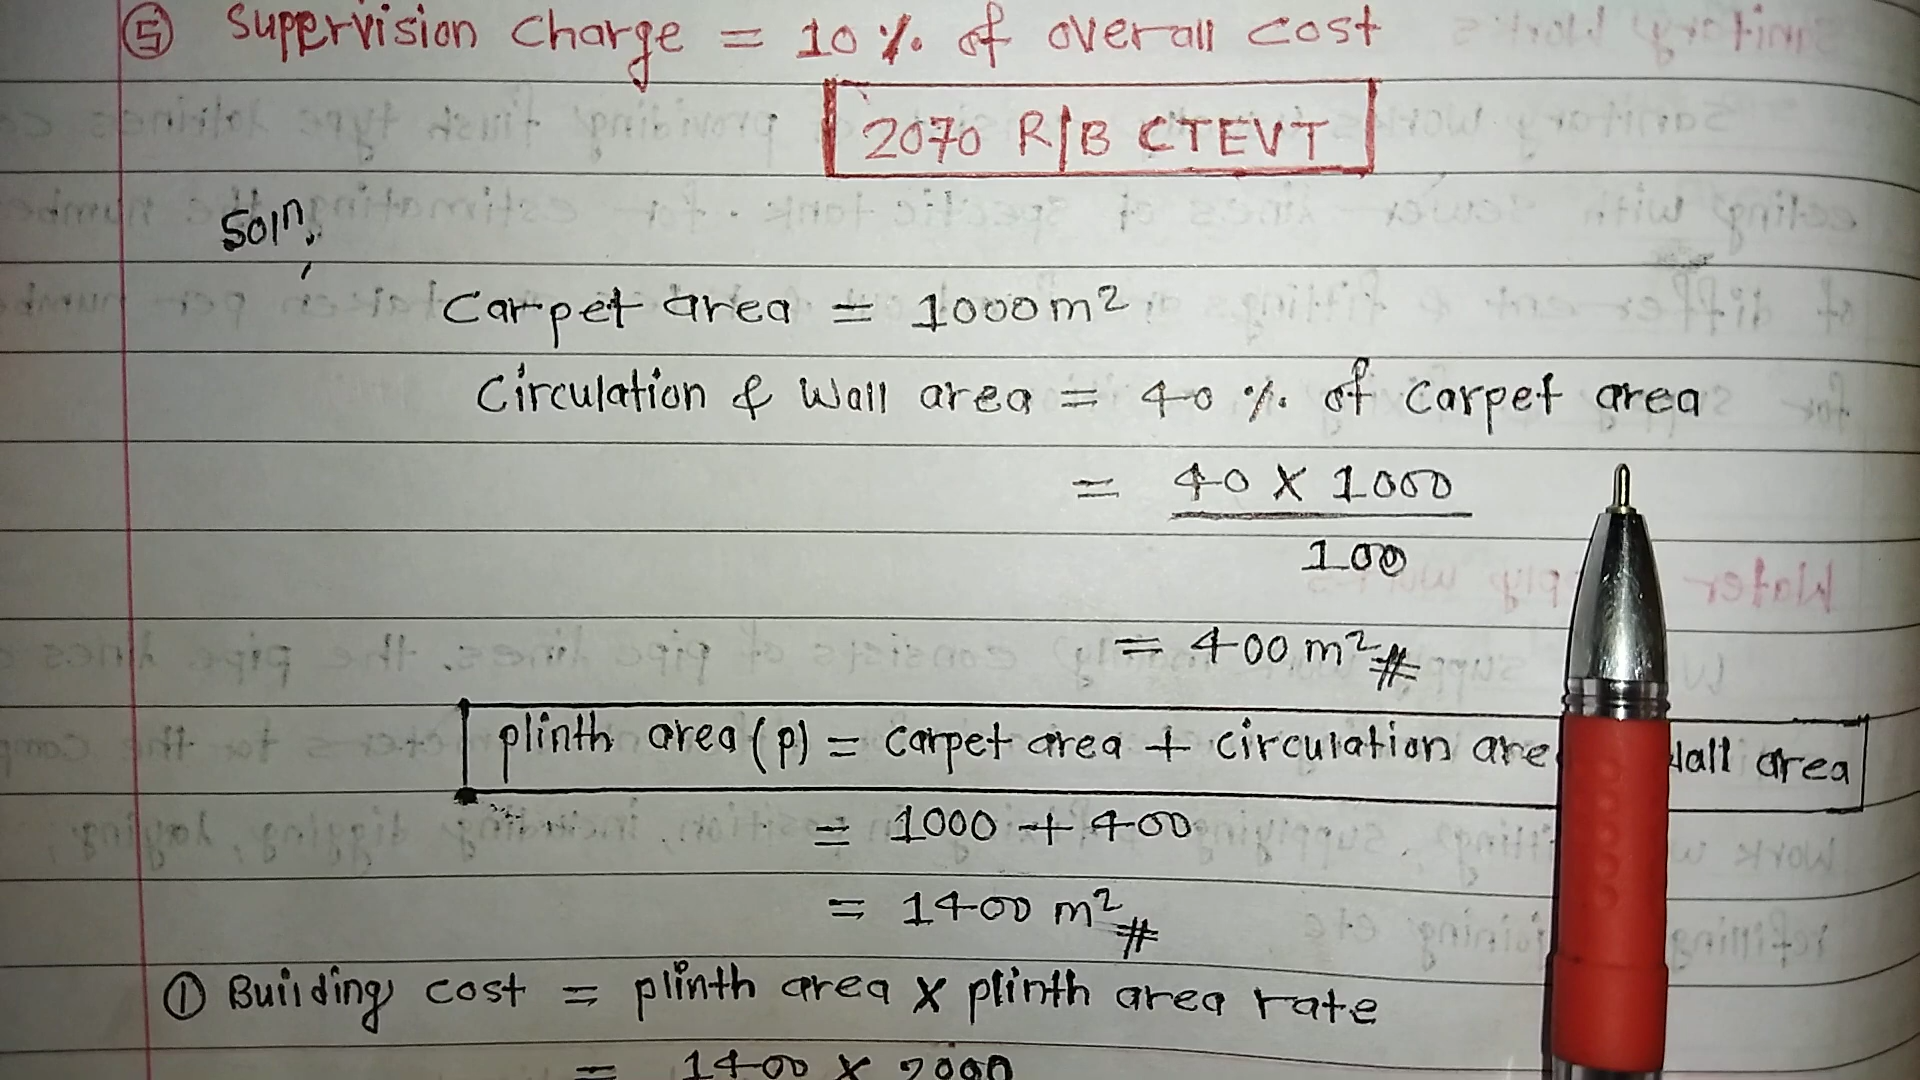 ⑤ Supervision charge = 10 % of overall cost
2070 R/B CTEVT
Soln,
Carpet area = 1000 m²
Circulation & Wall area = 40 % of Carpet area
= 40 X 1000
100
= 400 m² #
plinth area (p) = carpet area + circulation are Wall area
= 1000 + 400
= 1400 m² #
① Building cost = plinth area X plinth area rate
= 1400 X